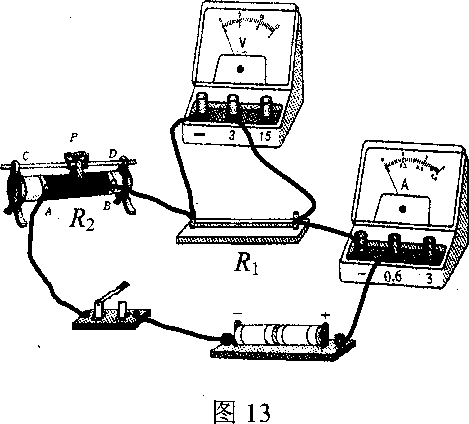 V
− 3 15
C P D
A B
R₂
R₁
A
− 0.6 3
− +
图 13